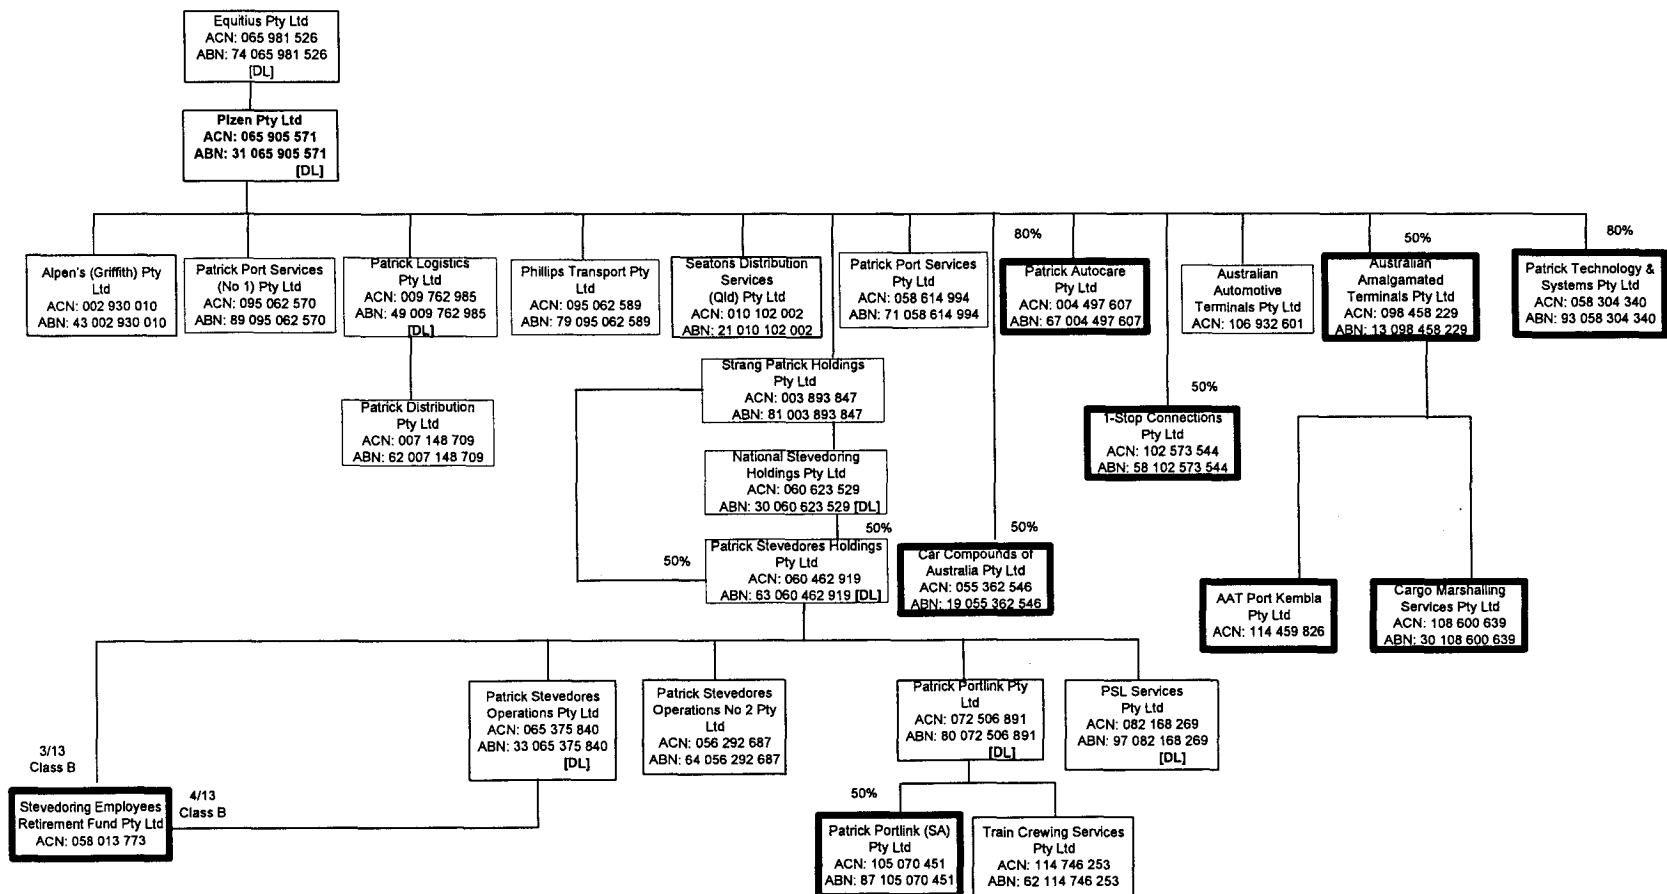 Equitius Pty Ltd
ACN: 065 981 526
ABN: 74 065 981 526
[DL]
Plzen Pty Ltd
ACN: 065 905 571
ABN: 31 065 905 571
[DL]
Alpen's (Griffith) Pty
Ltd
ACN: 002 930 010
ABN: 43 002 930 010
Patrick Port Services
(No 1) Pty Ltd
ACN: 095 062 570
ABN: 89 095 062 570
Patrick Logistics
Pty Ltd
ACN: 009 762 985
ABN: 49 009 762 985
[DL]
Phillips Transport Pty
Ltd
ACN: 095 062 589
ABN: 79 095 062 589
Seatons Distribution
Services
(Qld) Pty Ltd
ACN: 010 102 002
ABN: 21 010 102 002
Patrick Port Services
Pty Ltd
ACN: 058 614 994
ABN: 71 058 614 994
80%
Patrick Autocare
Pty Ltd
ACN: 004 497 607
ABN: 67 004 497 607
Australian
Automotive
Terminals Pty Ltd
ACN: 106 932 601
50%
Australian
Amalgamated
Terminals Pty Ltd
ACN: 098 458 229
ABN: 13 098 458 229
80%
Patrick Technology &
Systems Pty Ltd
ACN: 058 304 340
ABN: 93 058 304 340
Patrick Distribution
Pty Ltd
ACN: 007 148 709
ABN: 62 007 148 709
Strang Patrick Holdings
Pty Ltd
ACN: 003 893 847
ABN: 81 003 893 847
50%
1-Stop Connections
Pty Ltd
ACN: 102 573 544
ABN: 58 102 573 544
National Stevedoring
Holdings Pty Ltd
ACN: 060 623 529
ABN: 30 060 623 529 [DL]
50%
50%
Patrick Stevedores Holdings
Pty Ltd
ACN: 060 462 919
ABN: 63 060 462 919 [DL]
50%
Car Compounds of
Australia Pty Ltd
ACN: 055 362 546
ABN: 19 055 362 546
AAT Port Kembla
Pty Ltd
ACN: 114 459 826
Cargo Marshalling
Services Pty Ltd
ACN: 108 600 639
ABN: 30 108 600 639
Patrick Stevedores
Operations Pty Ltd
ACN: 065 375 840
ABN: 33 065 375 840
[DL]
Patrick Stevedores
Operations No 2 Pty
Ltd
ACN: 056 292 687
ABN: 64 056 292 687
Patrick Portlink Pty
Ltd
ACN: 072 506 891
ABN: 80 072 506 891
[DL]
PSL Services
Pty Ltd
ACN: 082 168 269
ABN: 97 082 168 269
[DL]
3/13
Class B
Stevedoring Employees
Retirement Fund Pty Ltd
ACN: 058 013 773
4/13
Class B
50%
Patrick Portlink (SA)
Pty Ltd
ACN: 105 070 451
ABN: 87 105 070 451
Train Crewing Services
Pty Ltd
ACN: 114 746 253
ABN: 62 114 746 253